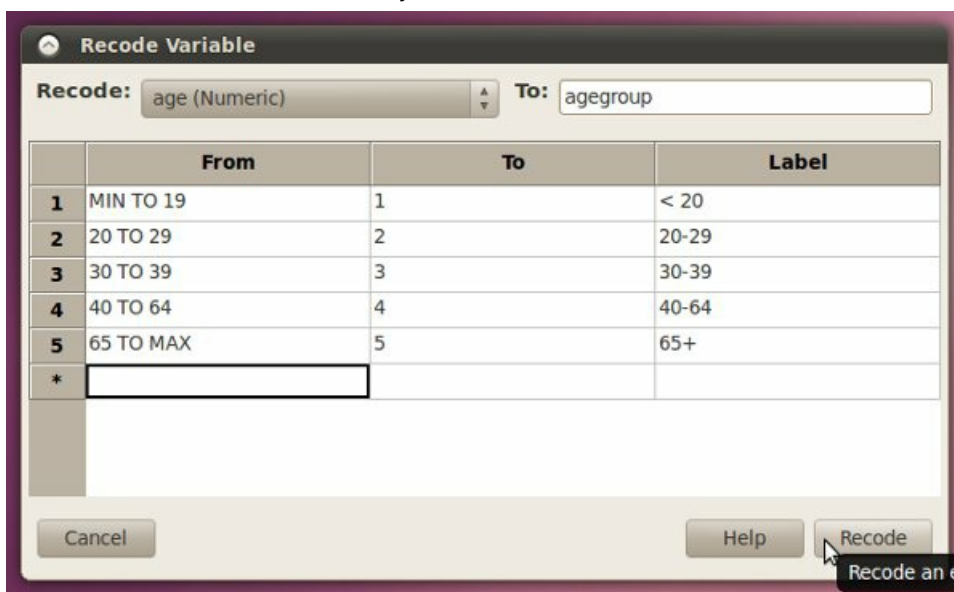 Recode Variable
Recode: age (Numeric) To: agegroup
From To Label
1 MIN TO 19 1 < 20
2 20 TO 29 2 20-29
3 30 TO 39 3 30-39
4 40 TO 64 4 40-64
5 65 TO MAX 5 65+
*
Cancel Help Recode
Recode an